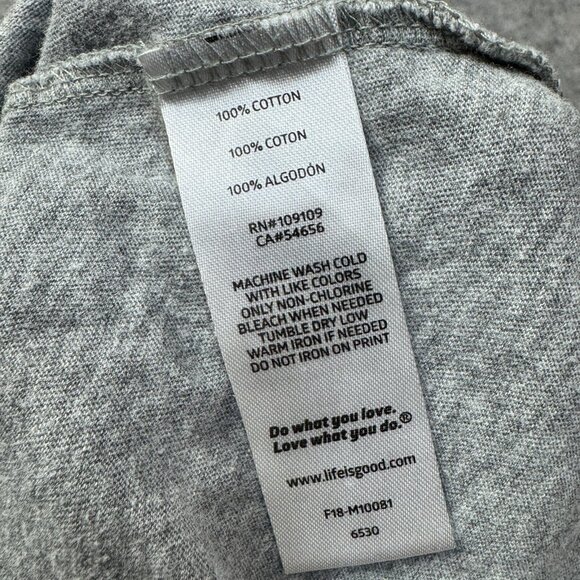 100% COTTON
100% COTON
100% ALGODÓN
RN#109109
CA#54656
MACHINE WASH COLD
WITH LIKE COLORS
ONLY NON-CHLORINE
BLEACH WHEN NEEDED
TUMBLE DRY LOW
WARM IRON IF NEEDED
DO NOT IRON ON PRINT
Do what you love.
Love what you do.®
www.lifeisgood.com
F18-M10081
6530